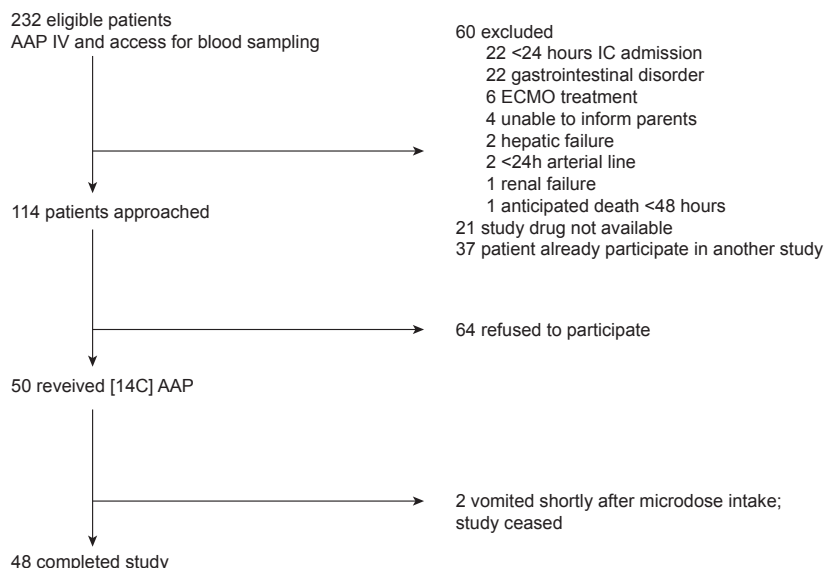 232 eligible patients
AAP IV and access for blood sampling
60 excluded
22 <24 hours IC admission
22 gastrointestinal disorder
6 ECMO treatment
4 unable to inform parents
2 hepatic failure
2 <24h arterial line
1 renal failure
1 anticipated death <48 hours
21 study drug not available
37 patient already participate in another study
114 patients approached
64 refused to participate
50 reveived [14C] AAP
2 vomited shortly after microdose intake;
study ceased
48 completed study